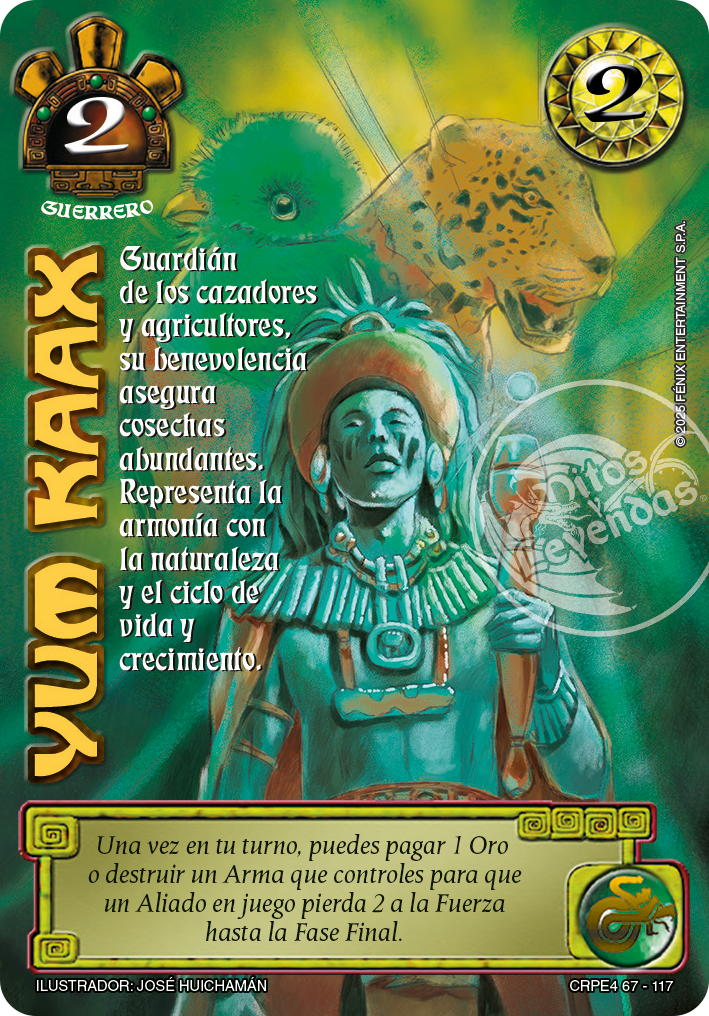 2
2
GUERRERO
YUM KAAX
Guardián
de los cazadores
y agricultores,
su benevolencia
asegura
cosechas
abundantes.
Representa la
armonía con
la naturaleza
y el ciclo de
vida y
crecimiento.
© 2025 FÉNIX ENTERTAINMENT S.P.A.
Mitos
y
Leyendas
Una vez en tu turno, puedes pagar 1 Oro
o destruir un Arma que controles para que
un Aliado en juego pierda 2 a la Fuerza
hasta la Fase Final.
ILUSTRADOR: JOSÉ HUICHAMÁN
CRPE4 67 - 117